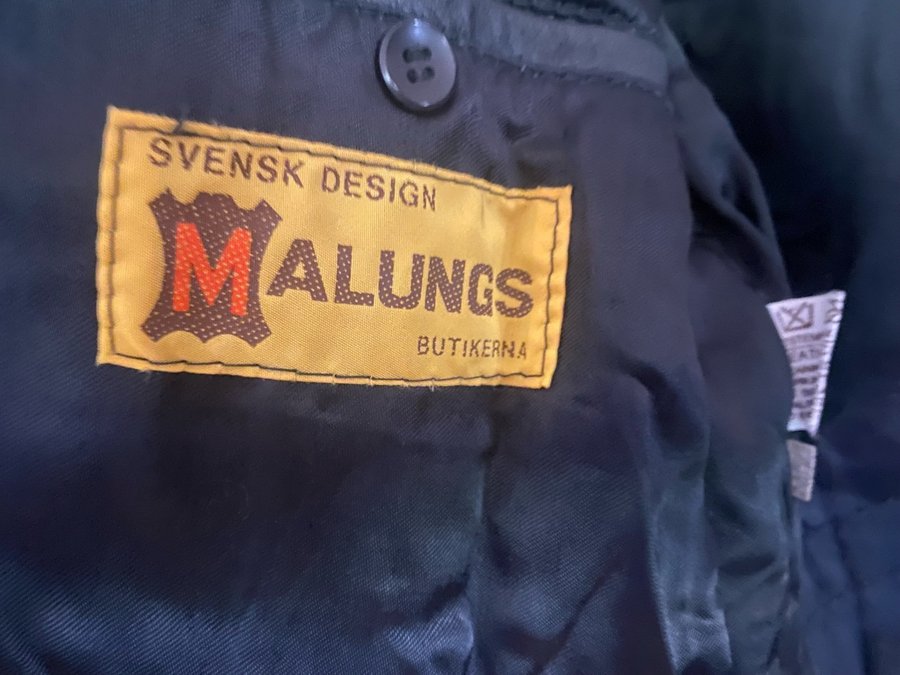 SVENSK DESIGN
MALUNGS
BUTIKERNA